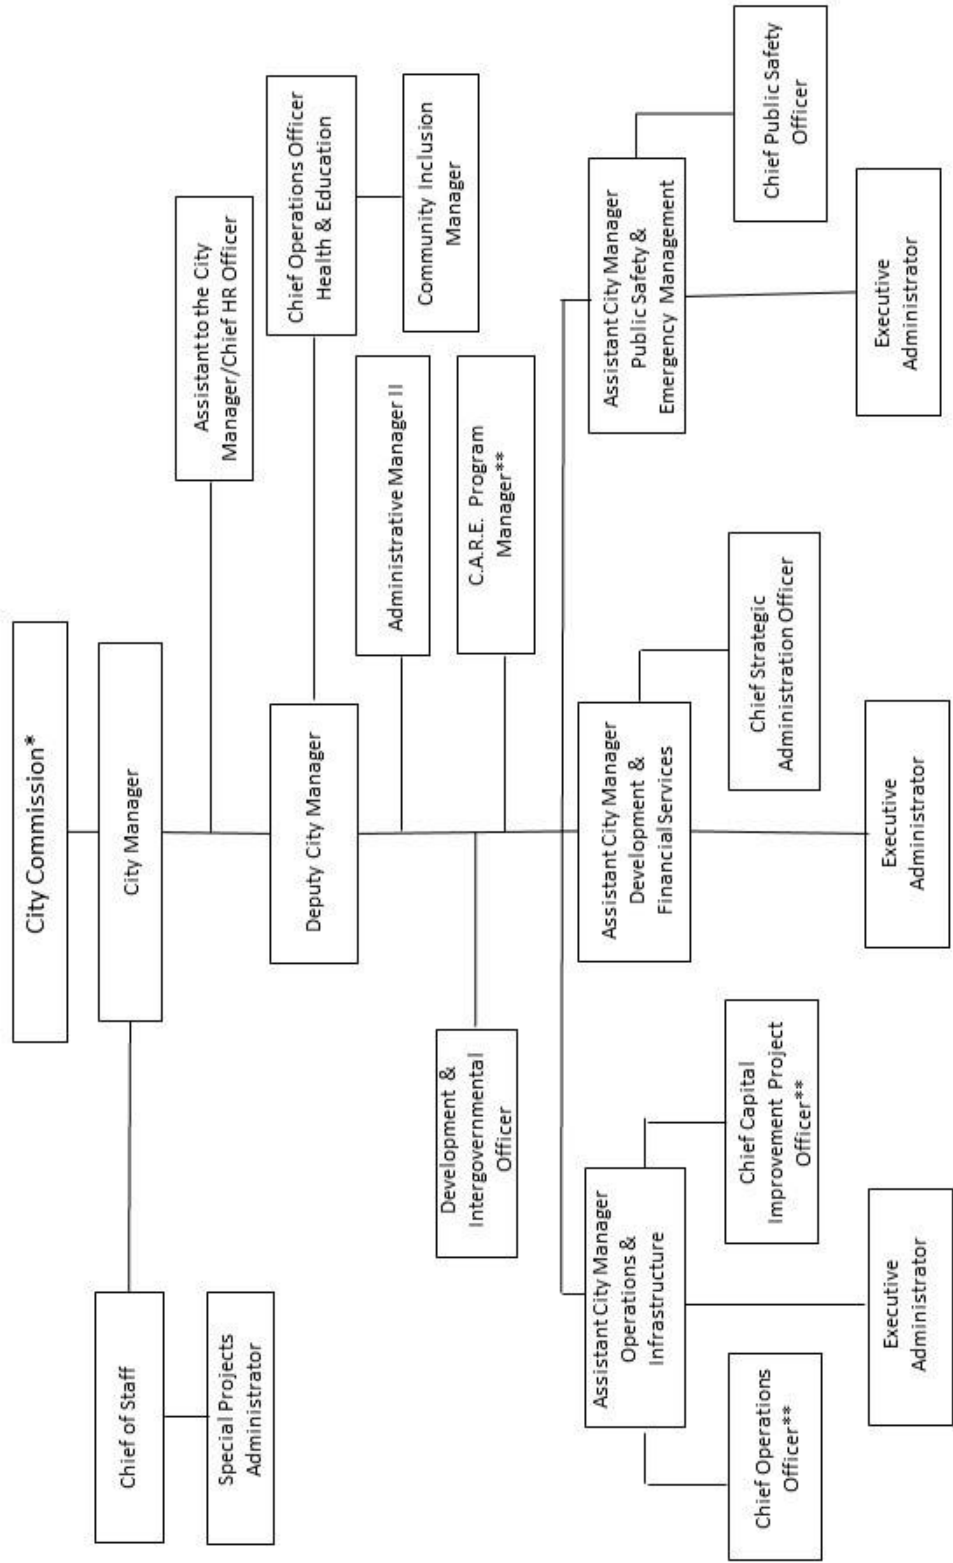 City Commission*
City Manager
Chief of Staff
Special Projects
Administrator
Assistant to the City
Manager/Chief HR Officer
Deputy City Manager
Chief Operations Officer
Health & Education
Community Inclusion
Manager
Administrative Manager II
Development &
Intergovernmental
Officer
C.A.R.E. Program
Manager**
Assistant City Manager
Operations &
Infrastructure
Chief Operations
Officer**
Chief Capital
Improvement Project
Officer**
Executive
Administrator
Assistant City Manager
Development &
Financial Services
Chief Strategic
Administration Officer
Executive
Administrator
Assistant City Manager
Public Safety &
Emergency Management
Chief Public Safety
Officer
Executive
Administrator